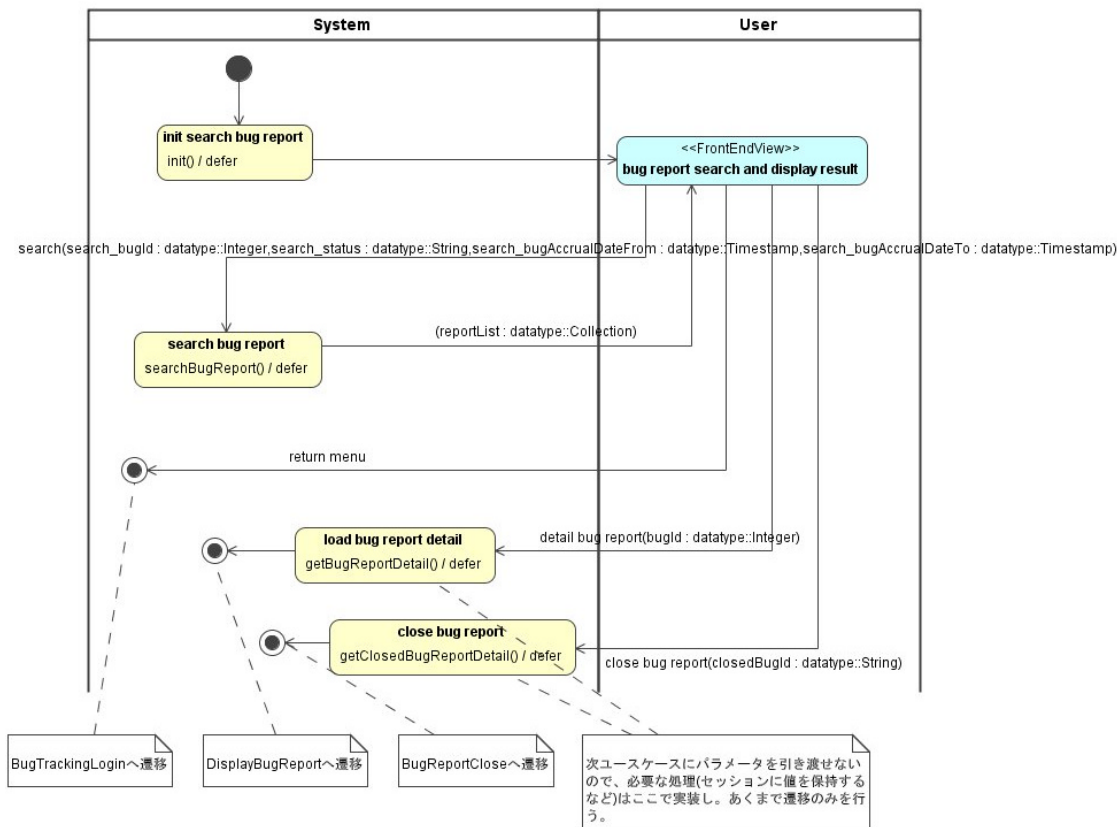 System
User
init search bug report
init() / defer
<<FrontEndView>>
bug report search and display result
search(search_bugId : datatype::Integer,search_status : datatype::String,search_bugAccrualDateFrom : datatype::Timestamp,search_bugAccrualDateTo : datatype::Timestamp)
(reportList : datatype::Collection)
search bug report
searchBugReport() / defer
return menu
load bug report detail
getBugReportDetail() / defer
detail bug report(bugId : datatype::Integer)
close bug report
getClosedBugReportDetail() / defer
close bug report(closedBugId : datatype::String)
BugTrackingLoginへ遷移
DisplayBugReportへ遷移
BugReportCloseへ遷移
次ユースケースにパラメータを引き渡せない
ので、必要な処理(セッションに値を保持する
など)はここで実装し。あくまで遷移のみを行
う。